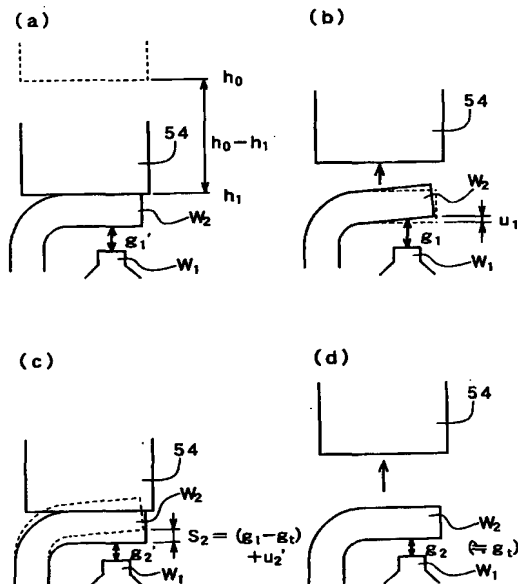 (a)
h₀
54
h₀−h₁
h₁
W₂
g₁'
W₁
(b)
54
W₂
u₁
g₁
W₁
(c)
54
W₂
S₂ = (g₁−gₜ)
+u₂'
g₂'
W₁
(d)
54
W₂
g₂ (≒gₜ)
W₁